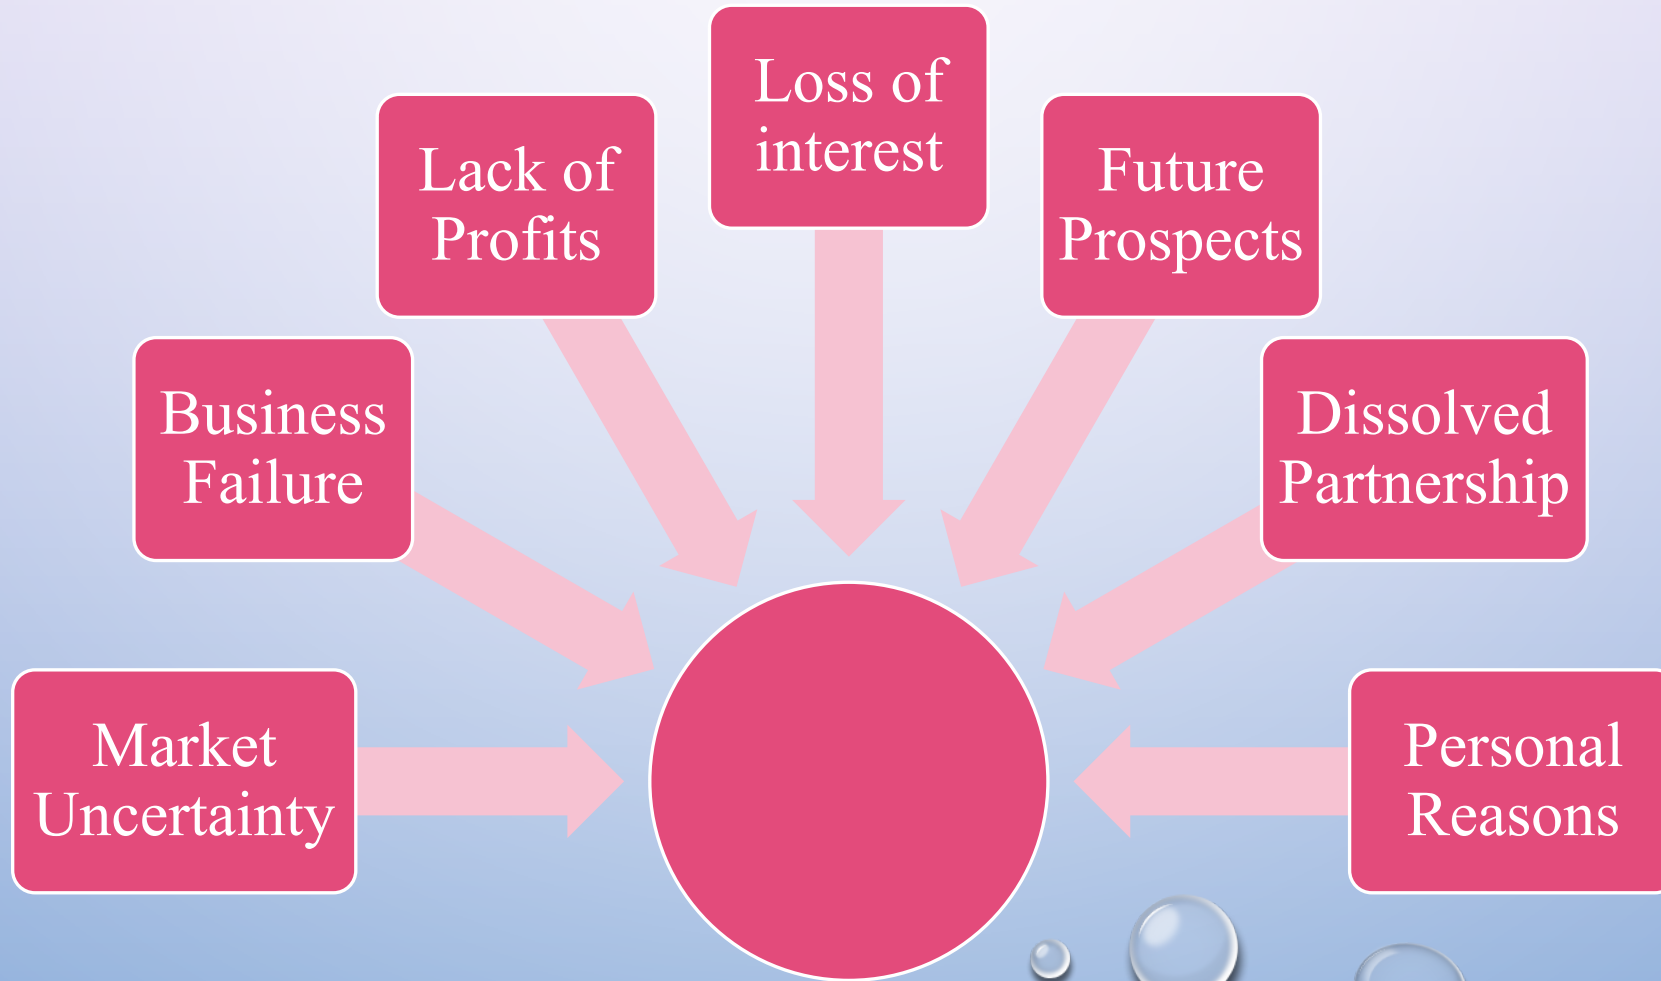 Loss of
interest
Lack of
Profits
Future
Prospects
Business
Failure
Dissolved
Partnership
Market
Uncertainty
Personal
Reasons